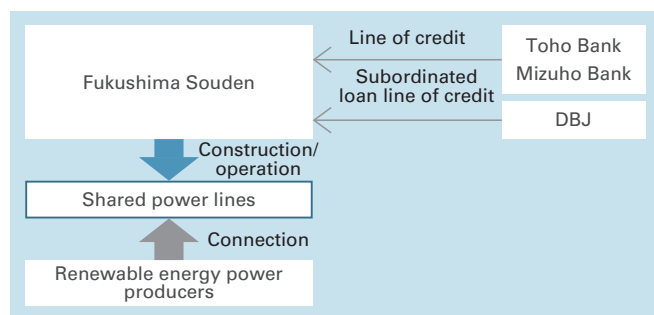 Line of credit
Toho Bank
Mizuho Bank
Fukushima Souden
Subordinated
loan line of credit
DBJ
Construction/
operation
Shared power lines
Connection
Renewable energy power
producers